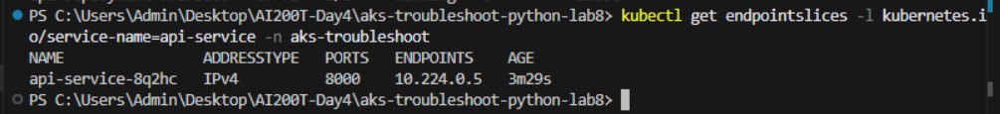 PS C:\Users\Admin\Desktop\AI200T-Day4\aks-troubleshoot-python-lab8> kubectl get endpointslices -l kubernetes.i
o/service-name=api-service -n aks-troubleshoot
NAME ADDRESSTYPE PORTS ENDPOINTS AGE
api-service-8q2hc IPv4 8000 10.224.0.5 3m29s
PS C:\Users\Admin\Desktop\AI200T-Day4\aks-troubleshoot-python-lab8>